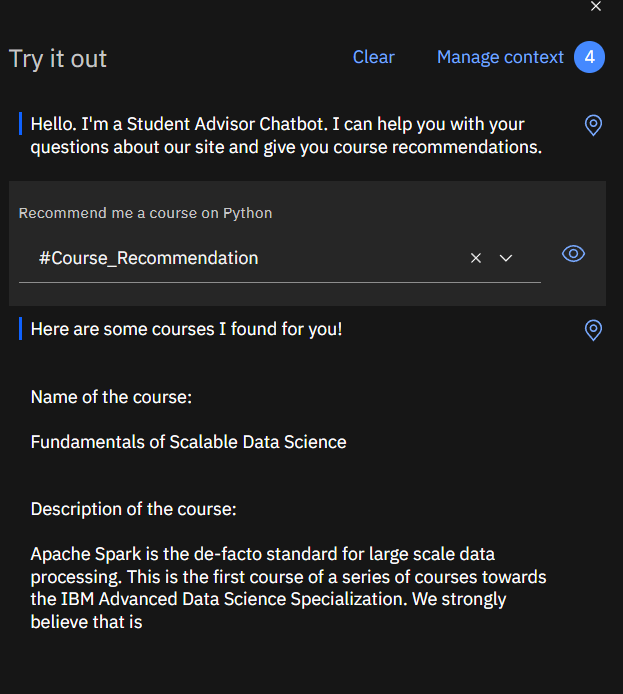 Try it out
Clear
Manage context
4
Hello. I'm a Student Advisor Chatbot. I can help you with your
questions about our site and give you course recommendations.
Recommend me a course on Python
#Course_Recommendation
Here are some courses I found for you!
Name of the course:
Fundamentals of Scalable Data Science
Description of the course:
Apache Spark is the de-facto standard for large scale data
processing. This is the first course of a series of courses towards
the IBM Advanced Data Science Specialization. We strongly
believe that is